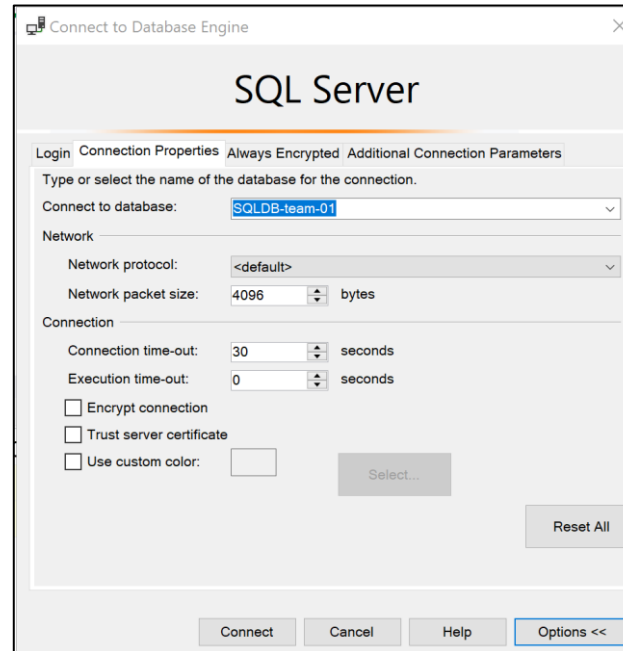 Connect to Database Engine
SQL Server
Login Connection Properties Always Encrypted Additional Connection Parameters
Type or select the name of the database for the connection.
Connect to database: SQLDB-team-01
Network
Network protocol: <default>
Network packet size: 4096 bytes
Connection
Connection time-out: 30 seconds
Execution time-out: 0 seconds
Encrypt connection
Trust server certificate
Use custom color: Select...
Reset All
Connect Cancel Help Options <<